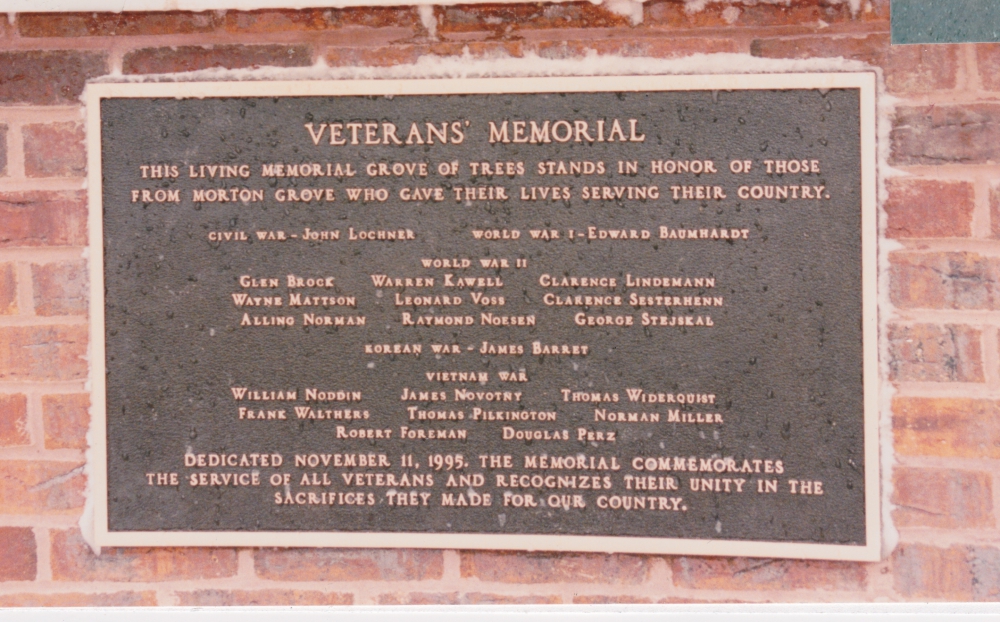 VETERANS' MEMORIAL
THIS LIVING MEMORIAL GROVE OF TREES STANDS IN HONOR OF THOSE
FROM MORTON GROVE WHO GAVE THEIR LIVES SERVING THEIR COUNTRY.
CIVIL WAR - JOHN LOCHNER WORLD WAR I - EDWARD BAUMHARDT
WORLD WAR II
GLEN BROCK WARREN KAWELL CLARENCE LINDEMANN
WAYNE MATTSON LEONARD VOSS CLARENCE SESTERHENN
ALLING NORMAN RAYMOND NOESEN GEORGE STEJSKAL
KOREAN WAR - JAMES BARRET
VIETNAM WAR
WILLIAM NODDIN JAMES NOVOTNY THOMAS WIDERQUIST
FRANK WALTHERS THOMAS PILKINGTON NORMAN MILLER
ROBERT FOREMAN DOUGLAS PERZ
DEDICATED NOVEMBER 11, 1995. THE MEMORIAL COMMEMORATES
THE SERVICE OF ALL VETERANS AND RECOGNIZES THEIR UNITY IN THE
SACRIFICES THEY MADE FOR OUR COUNTRY.